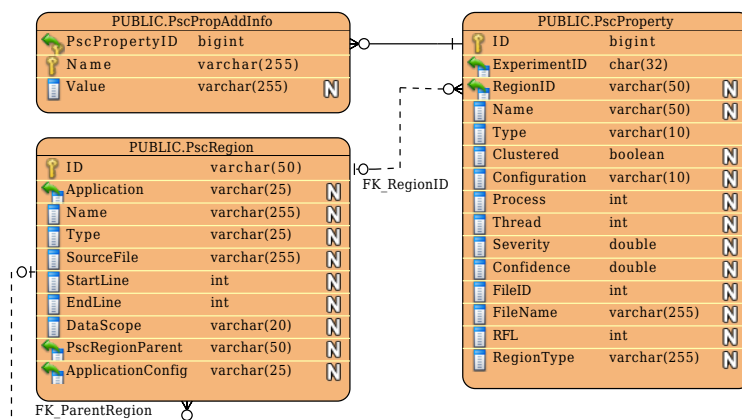 PUBLIC.PscPropAddInfo
PscPropertyID bigint
Name varchar(255)
Value varchar(255) N
PUBLIC.PscRegion
ID varchar(50)
Application varchar(25) N
Name varchar(255) N
Type varchar(25) N
SourceFile varchar(255) N
StartLine int N
EndLine int N
DataScope varchar(20) N
PscRegionParent varchar(50) N
ApplicationConfig varchar(25) N
FK_ParentRegion
FK_RegionID
PUBLIC.PscProperty
ID bigint
ExperimentID char(32)
RegionID varchar(50) N
Name varchar(50) N
Type varchar(10)
Clustered boolean N
Configuration varchar(10) N
Process int N
Thread int N
Severity double N
Confidence double N
FileID int N
FileName varchar(255) N
RFL int N
RegionType varchar(255) N